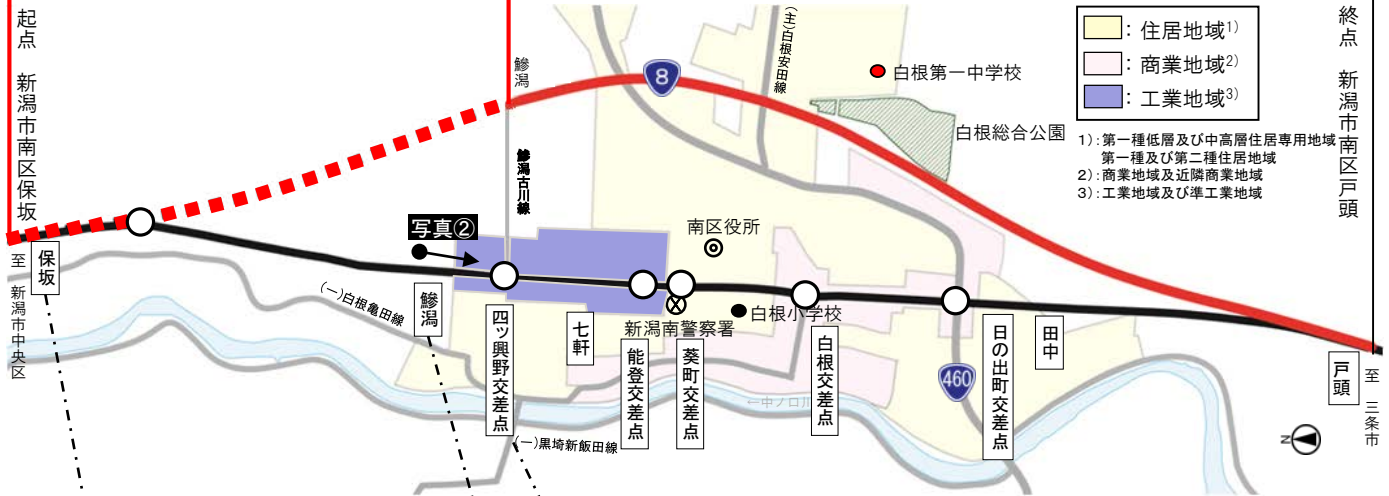 起点 新潟市南区保坂
至 新潟市中央区
保坂
(一)白根亀田線
写真②
鰺潟
鰺潟
鰺潟古川線
四ッ興野交差点
(一)黒埼新飯田線
七軒
能登交差点
新潟南警察署
葵町交差点
8
南区役所
白根小学校
(主)白根安田線
白根第一中学校
白根総合公園
白根交差点
←中ノロ川
460
日の出町交差点
田中
戸頭
至 三条市
終点 新潟市南区戸頭
:住居地域1)
:商業地域2)
:工業地域3)
1):第一種低層及び中高層住居専用地域
第一種及び第二種住居地域
2):商業地域及近隣商業地域
3):工業地域及び準工業地域
N